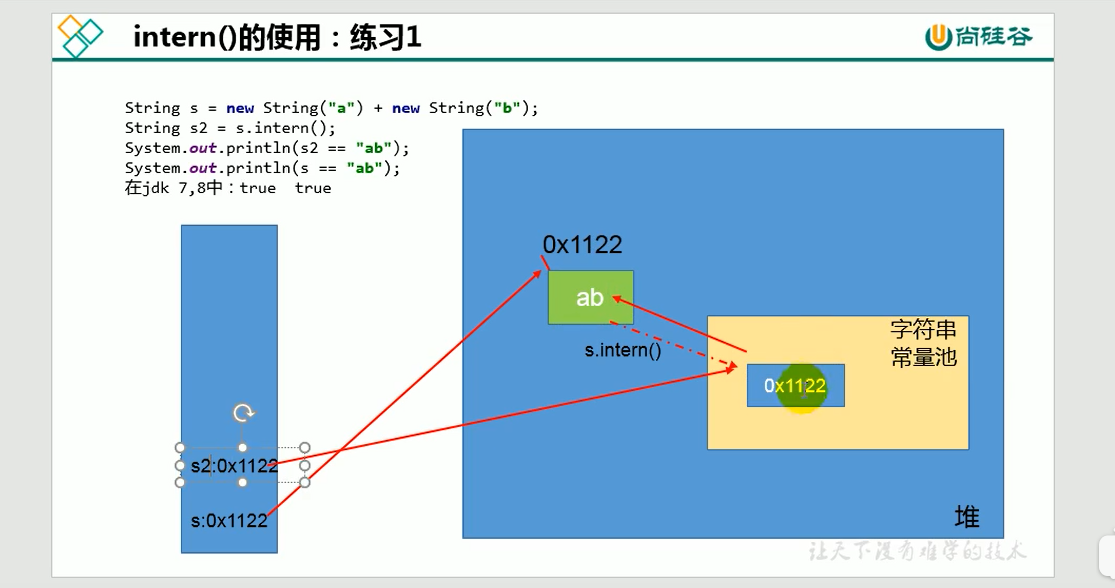 intern()的使用：练习1
尚硅谷
String s = new String("a") + new String("b");
String s2 = s.intern();
System.out.println(s2 == "ab");
System.out.println(s == "ab");
在jdk 7,8中：true  true
0x1122
ab
s.intern()
字符串
常量池
0x1122
s2:0x1122
s:0x1122
堆
让天下没有难学的技术